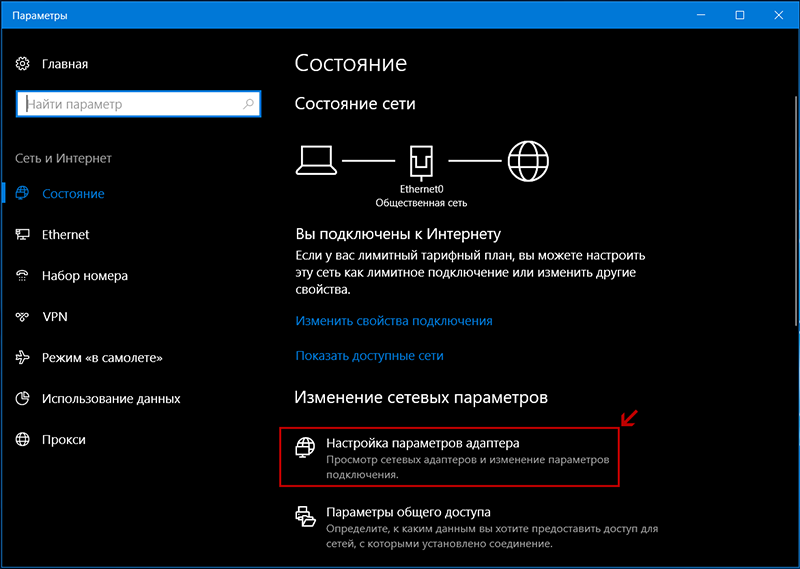 Параметры
Главная
Найти параметр
Сеть и Интернет
Состояние
Ethernet
Набор номера
VPN
Режим «в самолете»
Использование данных
Прокси
Состояние
Состояние сети
Ethernet0
Общественная сеть
Вы подключены к Интернету
Если у вас лимитный тарифный план, вы можете настроить
эту сеть как лимитное подключение или изменить другие
свойства.
Изменить свойства подключения
Показать доступные сети
Изменение сетевых параметров
Настройка параметров адаптера
Просмотр сетевых адаптеров и изменение параметров
подключения.
Параметры общего доступа
Определите, к каким данным вы хотите предоставить доступ для
сетей, с которыми установлено соединение.